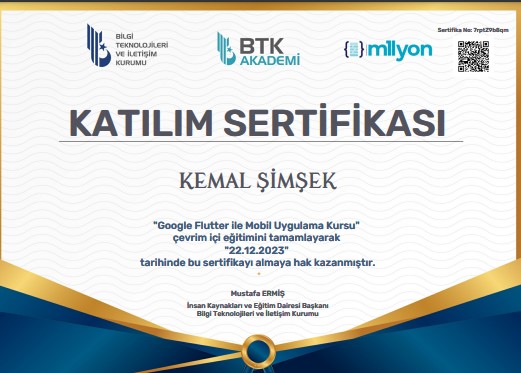 BİLGİ
TEKNOLOJİLERİ
VE İLETİŞİM
KURUMU
BTK
AKADEMİ
1milyon
Sertifika No: 7rptZ9bBqm
KATILIM SERTİFİKASI
KEMAL ŞİMŞEK
"Google Flutter ile Mobil Uygulama Kursu"
çevrim içi eğitimini tamamlayarak
"22.12.2023"
tarihinde bu sertifikayı almaya hak kazanmıştır.
Mustafa ERMİŞ
İnsan Kaynakları ve Eğitim Dairesi Başkanı
Bilgi Teknolojileri ve İletişim Kurumu